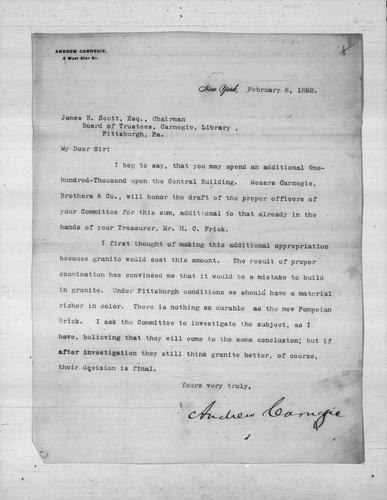 ANDREW CARNEGIE,
5 West 51st St.
New York, February 8, 1892.
James B. Scott, Esq., Chairman
Board of Trustees, Carnegie, Library,
Pittsburgh, Pa.
My Dear Sir:
I beg to say, that you may spend an additional One-
hundred-Thousand upon the Central Building. Messrs Carnegie,
Brothers & Co., will honor the draft of the proper officers of
your Committee for this sum, additional to that already in the
hands of your Treasurer, Mr. H. C. Frick.
I first thought of making this additional appropriation
because granite would cost this amount. The result of proper
examination has convinced me that it would be a mistake to build
in granite. Under Pittsburgh conditions we should have a material
richer in color. There is nothing so durable as the new Pompeian
Brick. I ask the Committee to investigate the subject, as I
have, believing that they will come to the same conclusion; but if
after investigation they still think granite better, of course,
their decision is final.
Yours very truly,
Andrew Carnegie